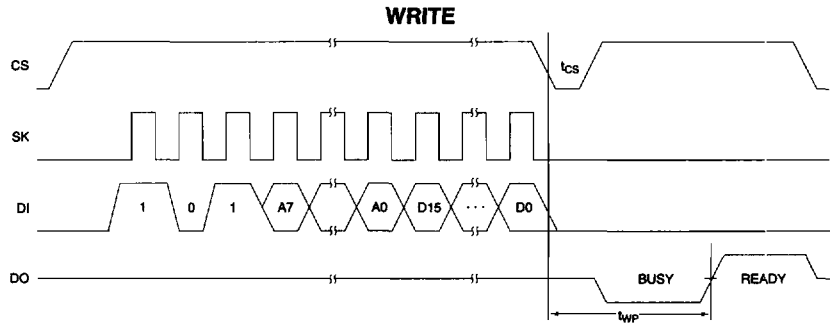 WRITE
CS
tCS
SK
DI
1 0 1 A7 A0 D15 ... D0
DO
BUSY READY
tWP